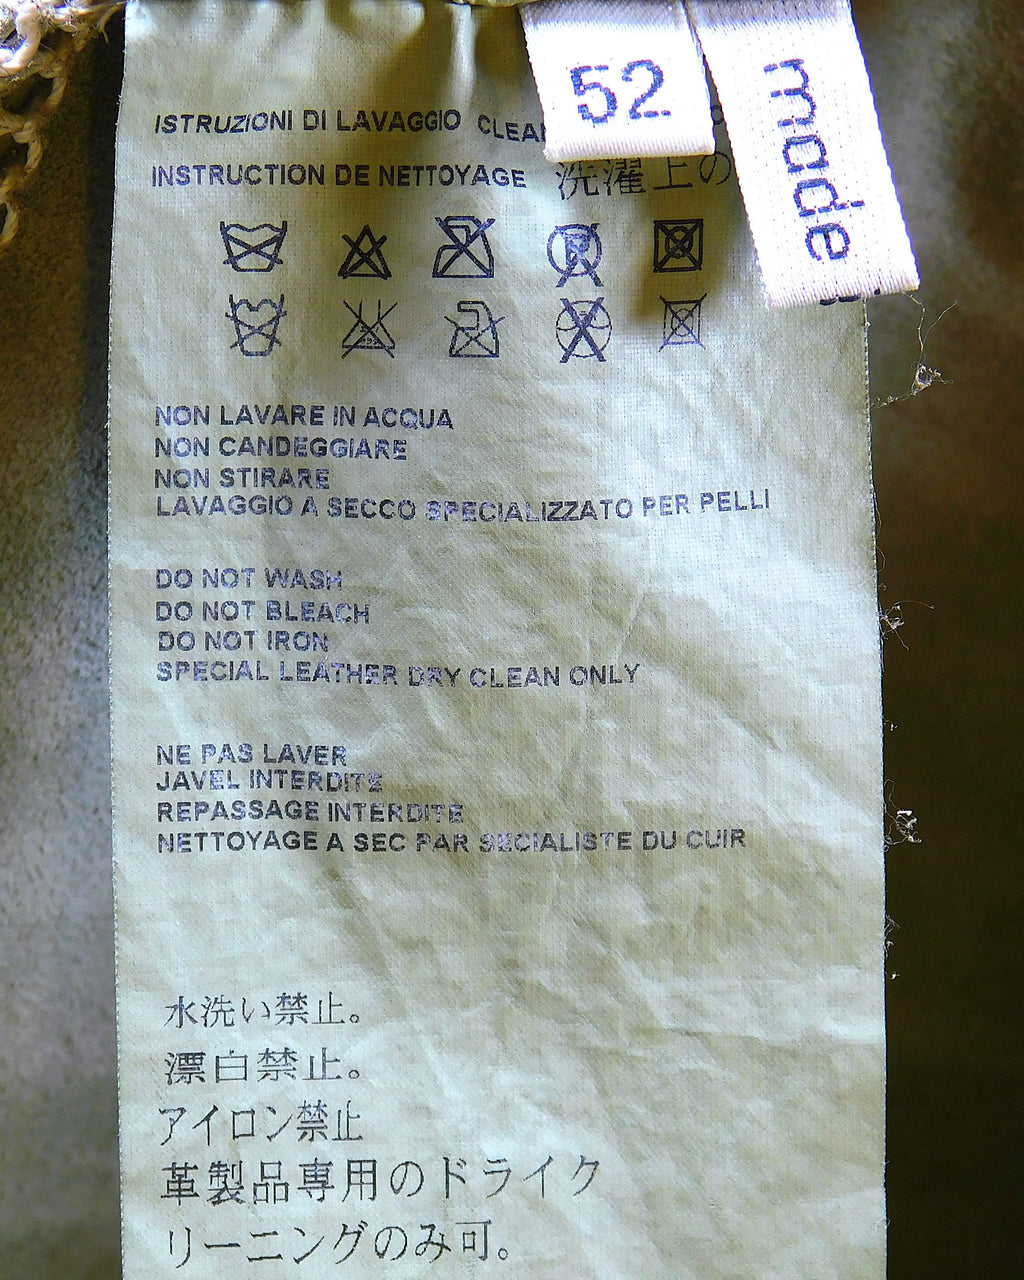 52
made
ISTRUZIONI DI LAVAGGIO
INSTRUCTION DE NETTOYAGE 洗濯上の
NON LAVARE IN ACQUA
NON CANDEGGIARE
NON STIRARE
LAVAGGIO A SECCO SPECIALIZZATO PER PELLI
DO NOT WASH
DO NOT BLEACH
DO NOT IRON
SPECIAL LEATHER DRY CLEAN ONLY
NE PAS LAVER
JAVEL INTERDITE
REPASSAGE INTERDITE
NETTOYAGE A SEC PAR SECIALISTE DU CUIR
水洗い禁止。
漂白禁止。
アイロン禁止
革製品専用のドライク
リーニングのみ可。